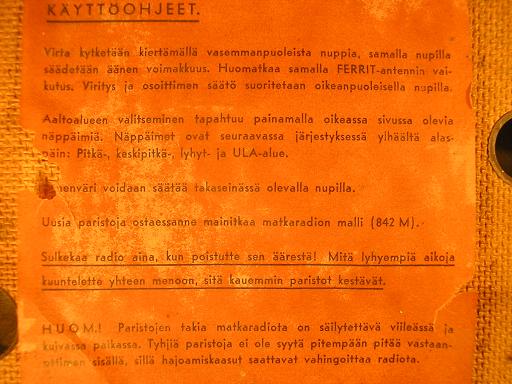 KÄYTTÖOHJEET.
Virta kytketään kiertämällä vasemmanpuoleista nuppia, samalla nupilla
säädetään äänen voimakkuus. Huomatkaa samalla FERRIT-antennin vai-
kutus. Viritys ja osoittimen säätö suoritetaan oikeanpuoleisella nupilla.
Aaltoalueen valitseminen tapahtuu painamalla oikeassa sivussa olevia
näppäimiä. Näppäimet ovat seuraavassa järjestyksessä ylhäältä alas-
päin: Pitkä-, keskipitkä-, lyhyt- ja ULA-alue.
voidaan säätää takaseinässä olevalla nupilla.
Uusia paristoja ostaessanne mainitkaa matkaradion malli (842 M).
Sulkekaa radio aina, kun poistutte sen äärestä! Mitä lyhyempiä aikoja
kuuntelette yhteen menoon, sitä kauemmin paristot kestävät.
HUOM.! Paristojen takia matkaradiota on säilytettävä viileässä ja
kuivassa paikassa. Tyhjiä paristoja ei ole syytä pitempään pitää vastaan-
ottimen sisällä, sillä hajoamiskaasut saattavat vahingoittaa radiota.